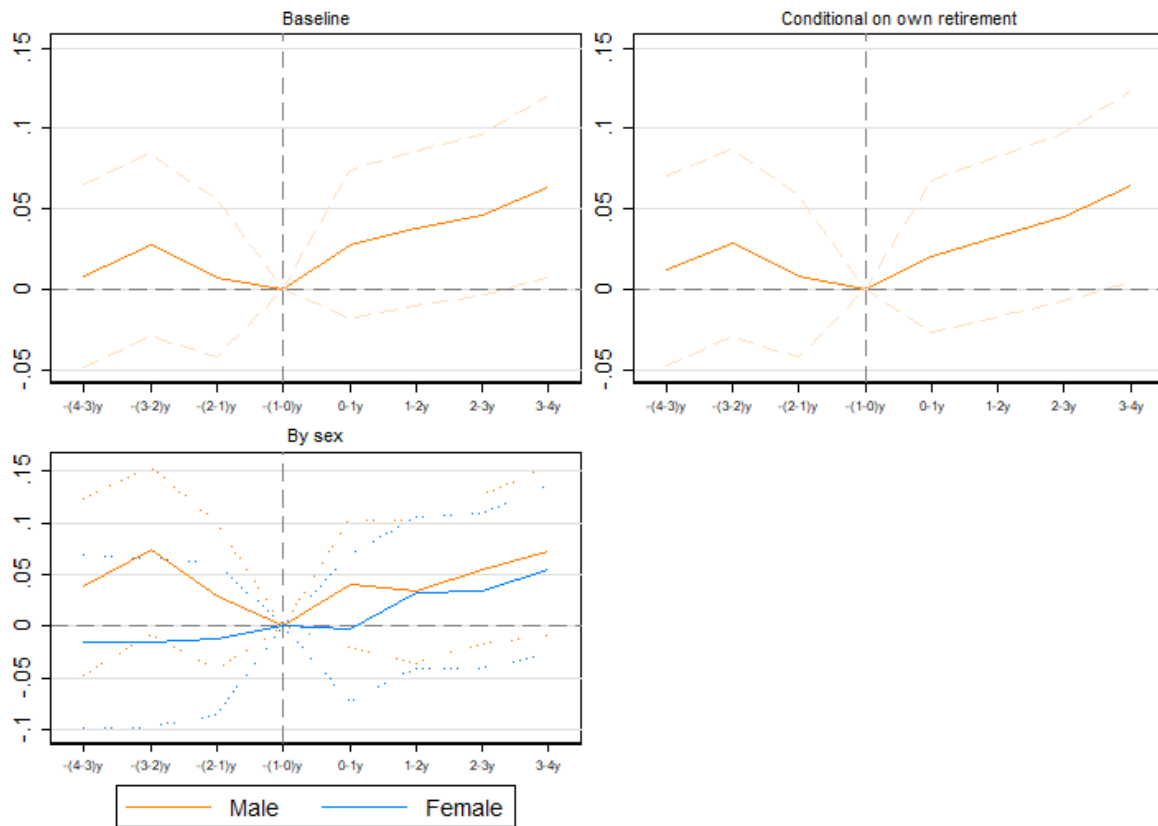 Baseline
Conditional on own retirement
.15
.1
.05
0
-.05
-(4-3)y -(3-2)y -(2-1)y -(1-0)y 0-1y 1-2y 2-3y 3-4y
.15
.1
.05
0
-.05
-(4-3)y -(3-2)y -(2-1)y -(1-0)y 0-1y 1-2y 2-3y 3-4y
By sex
.15
.1
.05
0
-.05
-.1
-(4-3)y -(3-2)y -(2-1)y -(1-0)y 0-1y 1-2y 2-3y 3-4y
Male Female